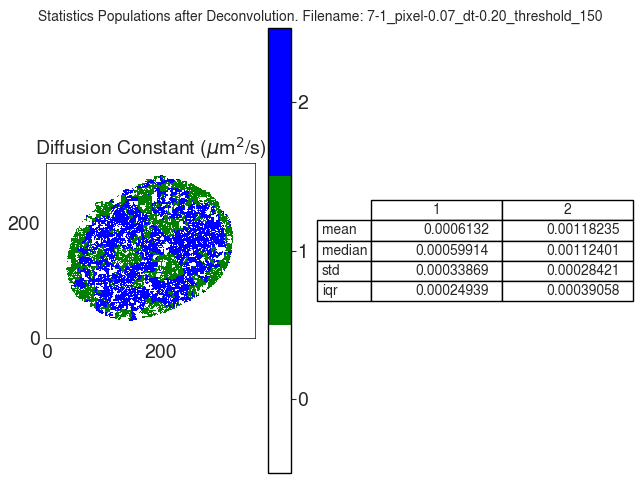 Statistics Populations after Deconvolution. Filename: 7-1_pixel-0.07_dt-0.20_threshold_150
Diffusion Constant (μm²/s)
200
0
0 200
2
1
0
1 2
mean 0.0006132 0.00118235
median 0.00059914 0.00112401
std 0.00033869 0.00028421
iqr 0.00024939 0.00039058